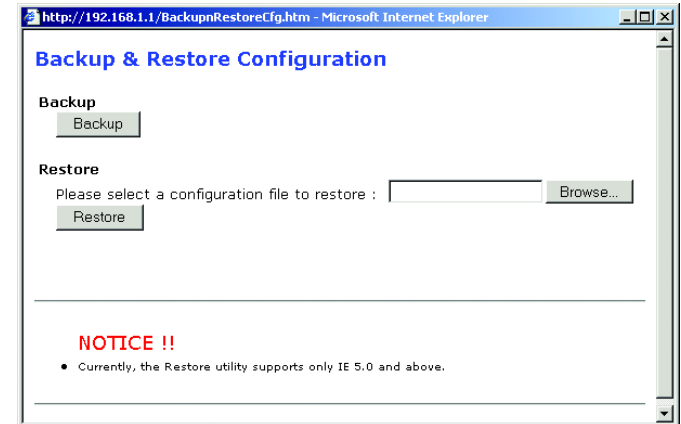 http://192.168.1.1/BackupnRestoreCfg.htm - Microsoft Internet Explorer
Backup & Restore Configuration
Backup
Backup
Restore
Please select a configuration file to restore : Browse...
Restore
NOTICE !!
• Currently, the Restore utility supports only IE 5.0 and above.